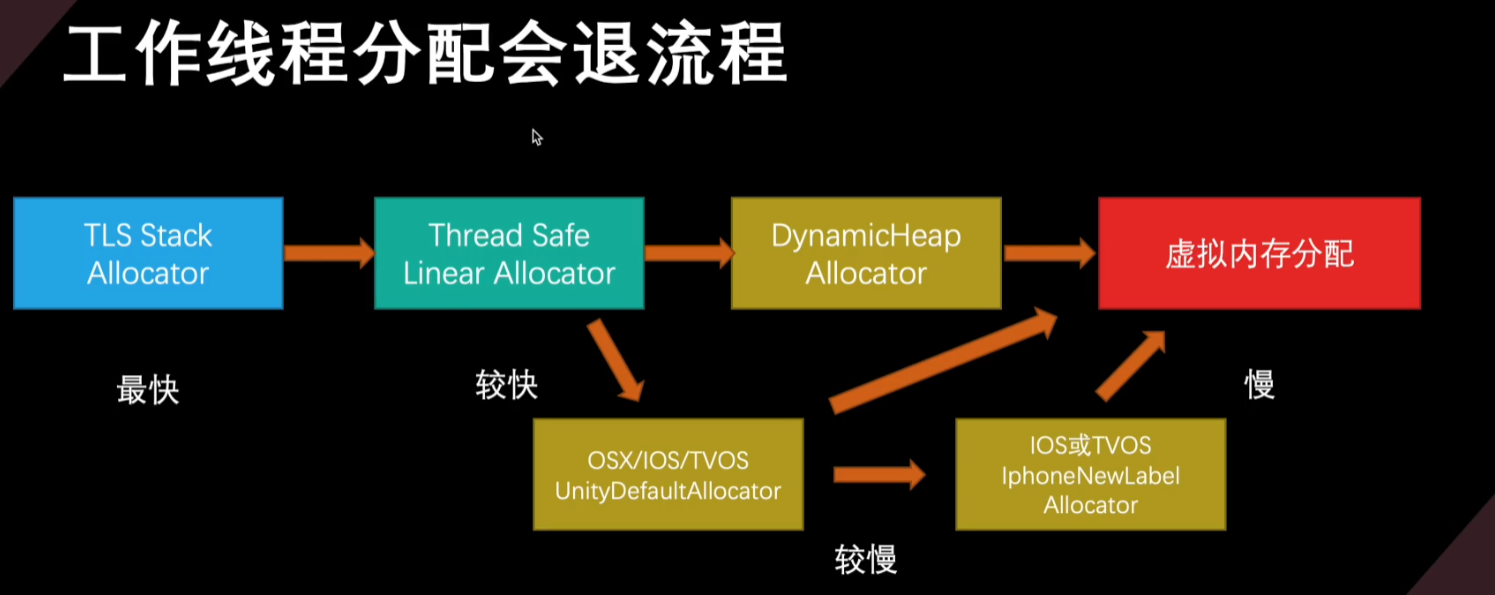 工作线程分配会退流程
TLS Stack
Allocator
Thread Safe
Linear Allocator
DynamicHeap
Allocator
虚拟内存分配
最快
较快
慢
OSX/IOS/TVOS
UnityDefaultAllocator
IOS或TVOS
IphoneNewLabel
Allocator
较慢